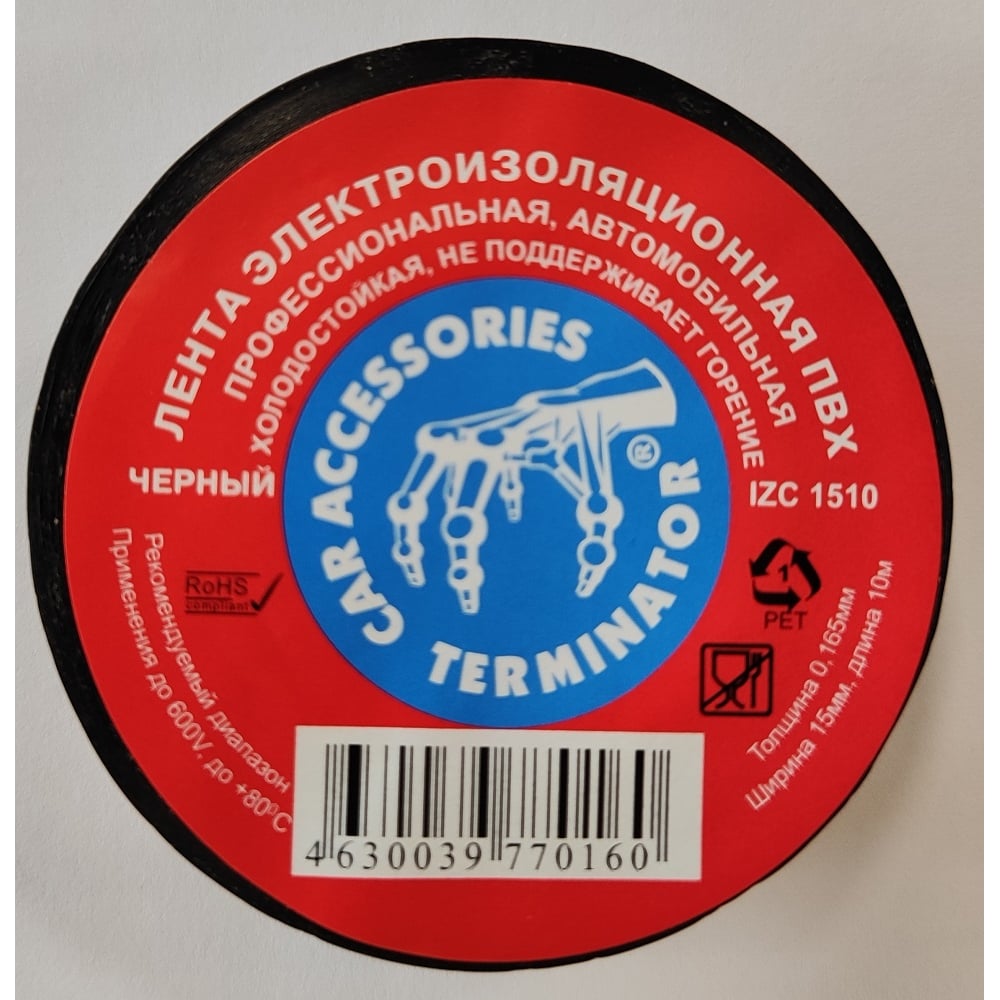 ЛЕНТА ЭЛЕКТРОИЗОЛЯЦИОННАЯ ПВХ
ПРОФЕССИОНАЛЬНАЯ, АВТОМОБИЛЬНАЯ
ХОЛОДОСТОЙКАЯ, НЕ ПОДДЕРЖИВАЕТ ГОРЕНИЕ
CAR ACCESSORIES
TERMINATOR®
ЧЕРНЫЙ
IZC 1510
RoHS
compliant
Рекомендуемый диапазон
Применения до 600V, до +80°C
1
PET
Толщина 0,165мм
Ширина 15мм, длина 10м
4 630039 770160